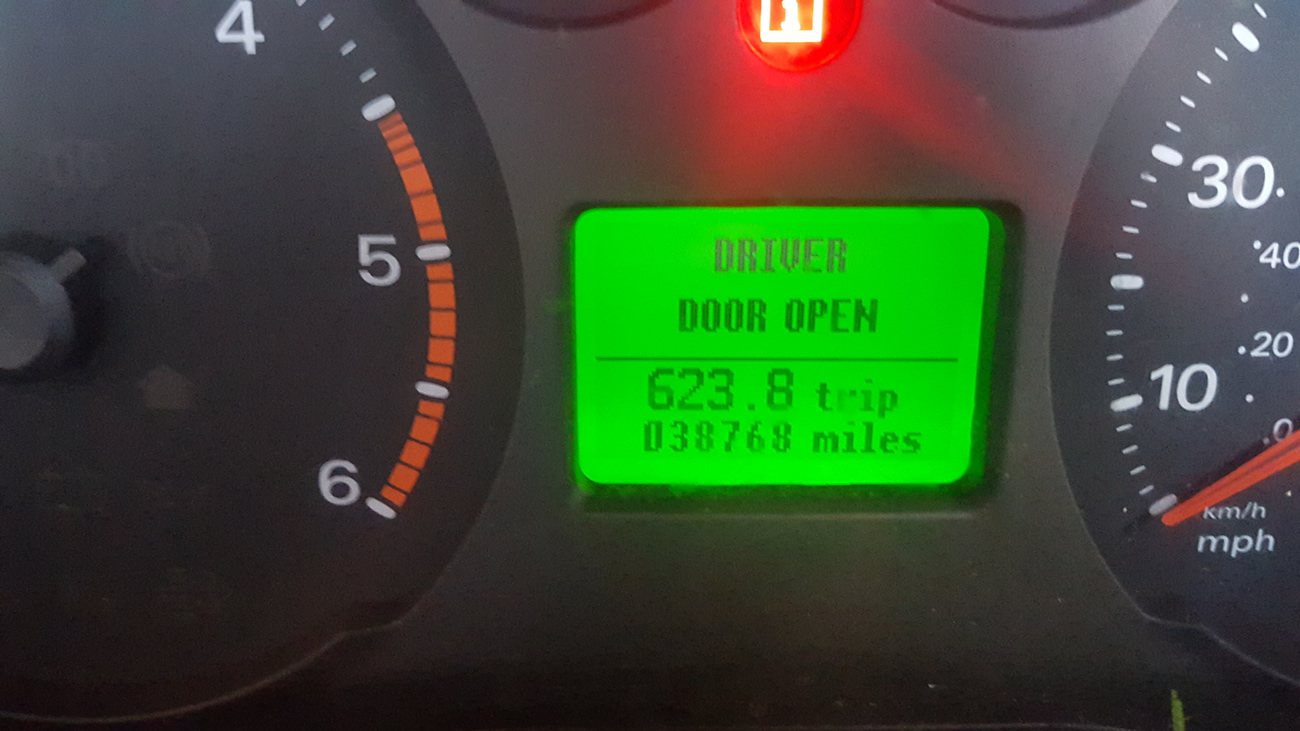 4
5
6
DRIVER
DOOR OPEN
623.8 trip
038768 miles
30
40
20
10
0
km/h
mph